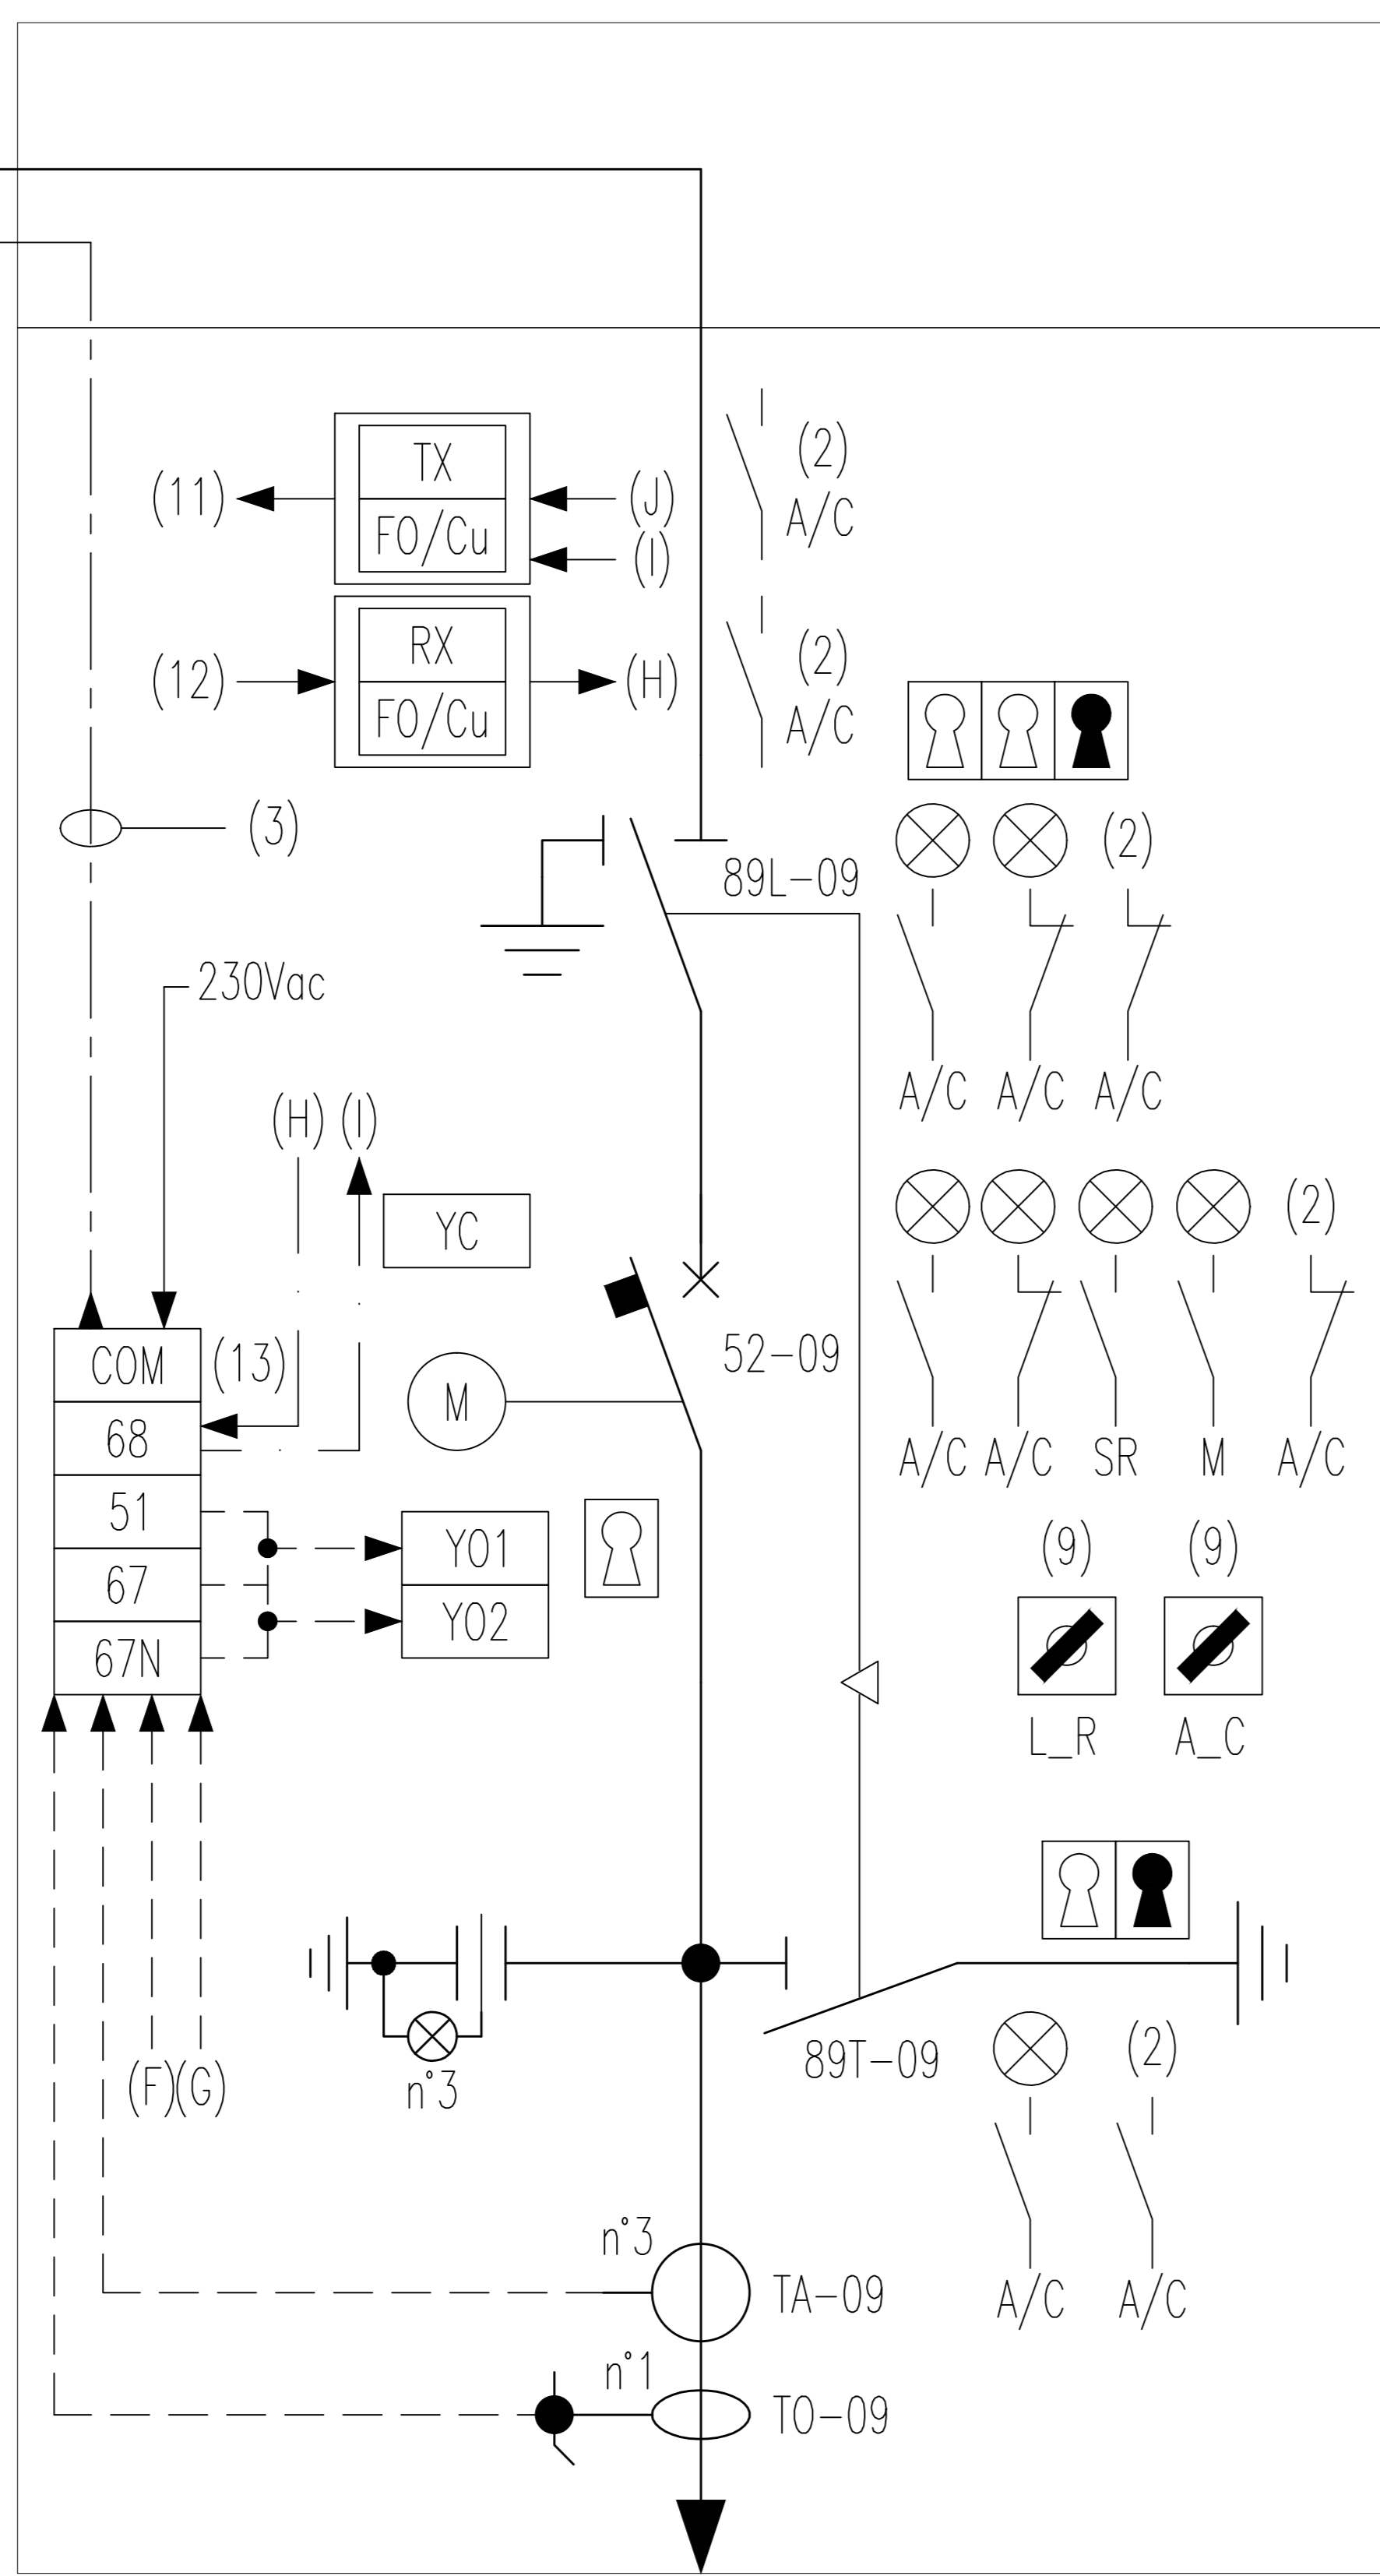 TX
(11)
(J)
(2)
FO/Cu
A/C
(I)
RX
(2)
(12)
(H)
FO/Cu
A/C
(3)
(2)
89L-09
230Vac
A/C A/C A/C
(H) (I)
YC
(2)
52-09
COM
(13)
M
68
A/C A/C SR M A/C
51
YO1
(9) (9)
67
YO2
67N
L_R A_C
89T-09
(2)
(F)(G)
n°3
n°3
TA-09
A/C A/C
n°1
TO-09